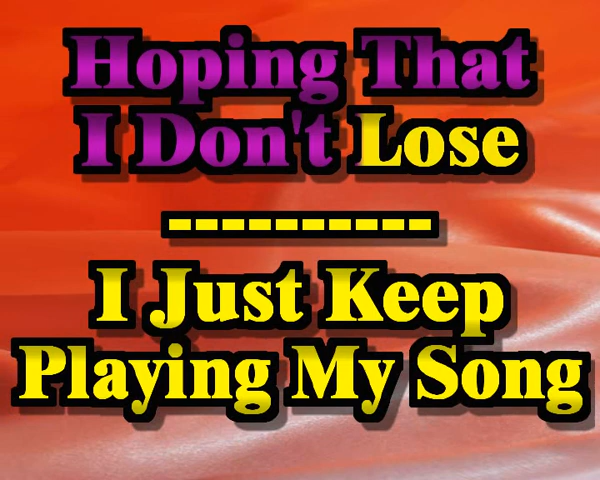 Hoping That
I Don't Lose
----------
I Just Keep
Playing My Song